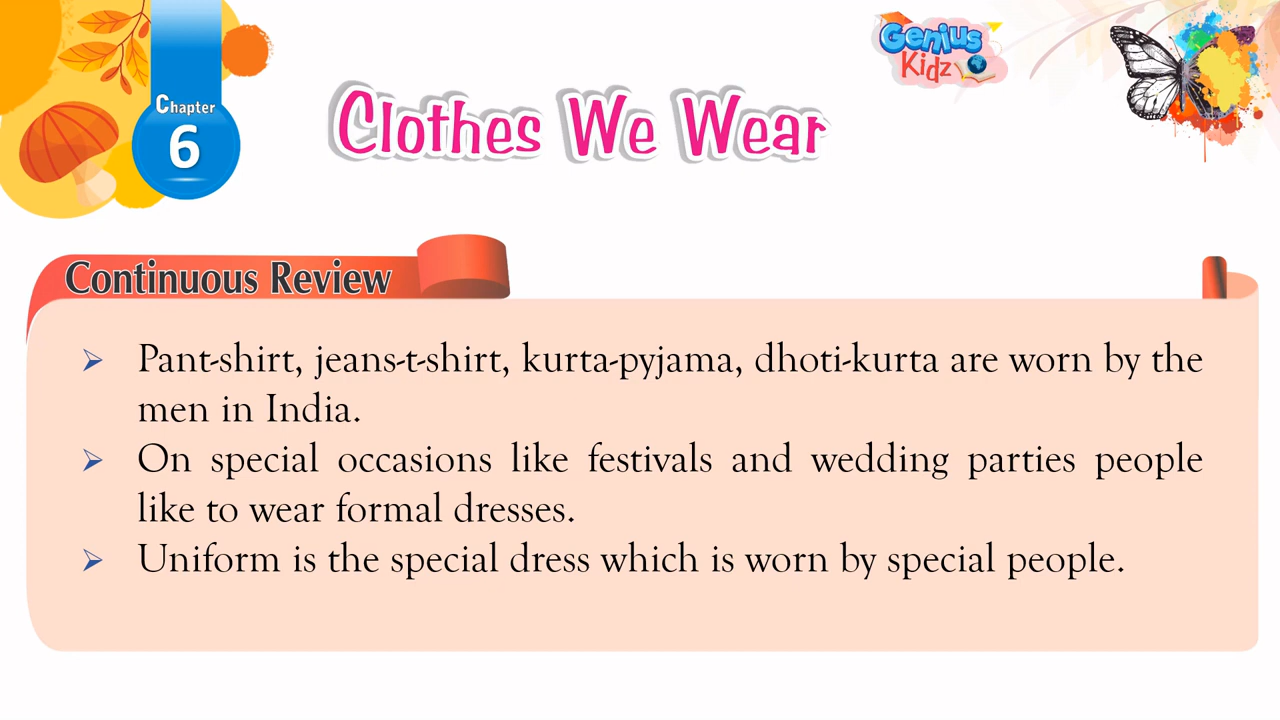 Chapter
6
Clothes We Wear
Genius
Kidz
Continuous Review
➢ Pant-shirt, jeans-t-shirt, kurta-pyjama, dhoti-kurta are worn by the
men in India.
➢ On special occasions like festivals and wedding parties people
like to wear formal dresses.
➢ Uniform is the special dress which is worn by special people.